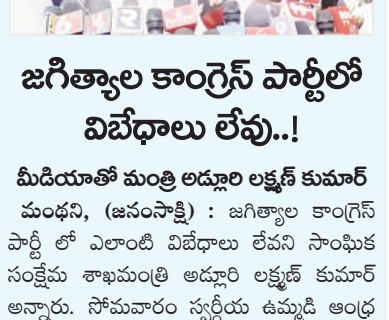 జగిత్యాల కాంగ్రెస్ పార్టీలో
విబేధాలు లేవు..!
మీడియాతో మంత్రి అడ్లూరి లక్ష్మణ్ కుమార్
మంథని, (జనంసాక్షి) : జగిత్యాల కాంగ్రెస్
పార్టీ లో ఎలాంటి విబేధాలు లేవని సాంఘిక
సంక్షేమ శాఖమంత్రి అడ్లూరి లక్ష్మణ్ కుమార్
అన్నారు. సోమవారం స్వర్గీయ ఉమ్మడి ఆంధ్ర